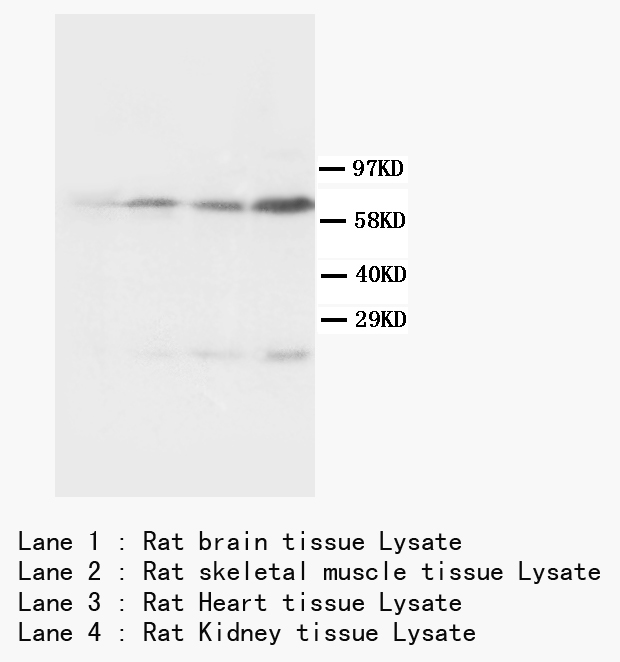 97KD
58KD
40KD
29KD
Lane 1 : Rat brain tissue Lysate
Lane 2 : Rat skeletal muscle tissue Lysate
Lane 3 : Rat Heart tissue Lysate
Lane 4 : Rat Kidney tissue Lysate